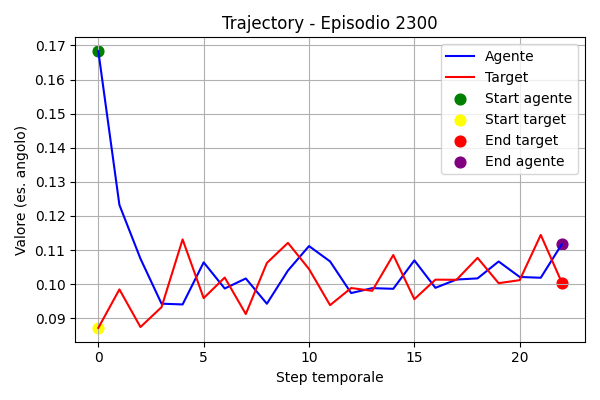 Trajectory - Episodio 2300
Valore (es. angolo)
0.17
0.16
0.15
0.14
0.13
0.12
0.11
0.10
0.09
Agente
Target
Start agente
Start target
End target
End agente
0 5 10 15 20
Step temporale